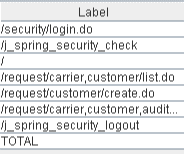 Label
/security/login.do
/j_spring_security_check
/
/request/carrier,customer/list.do
/request/customer/create.do
/request/carrier,customer,audit...
/j_spring_security_logout
TOTAL